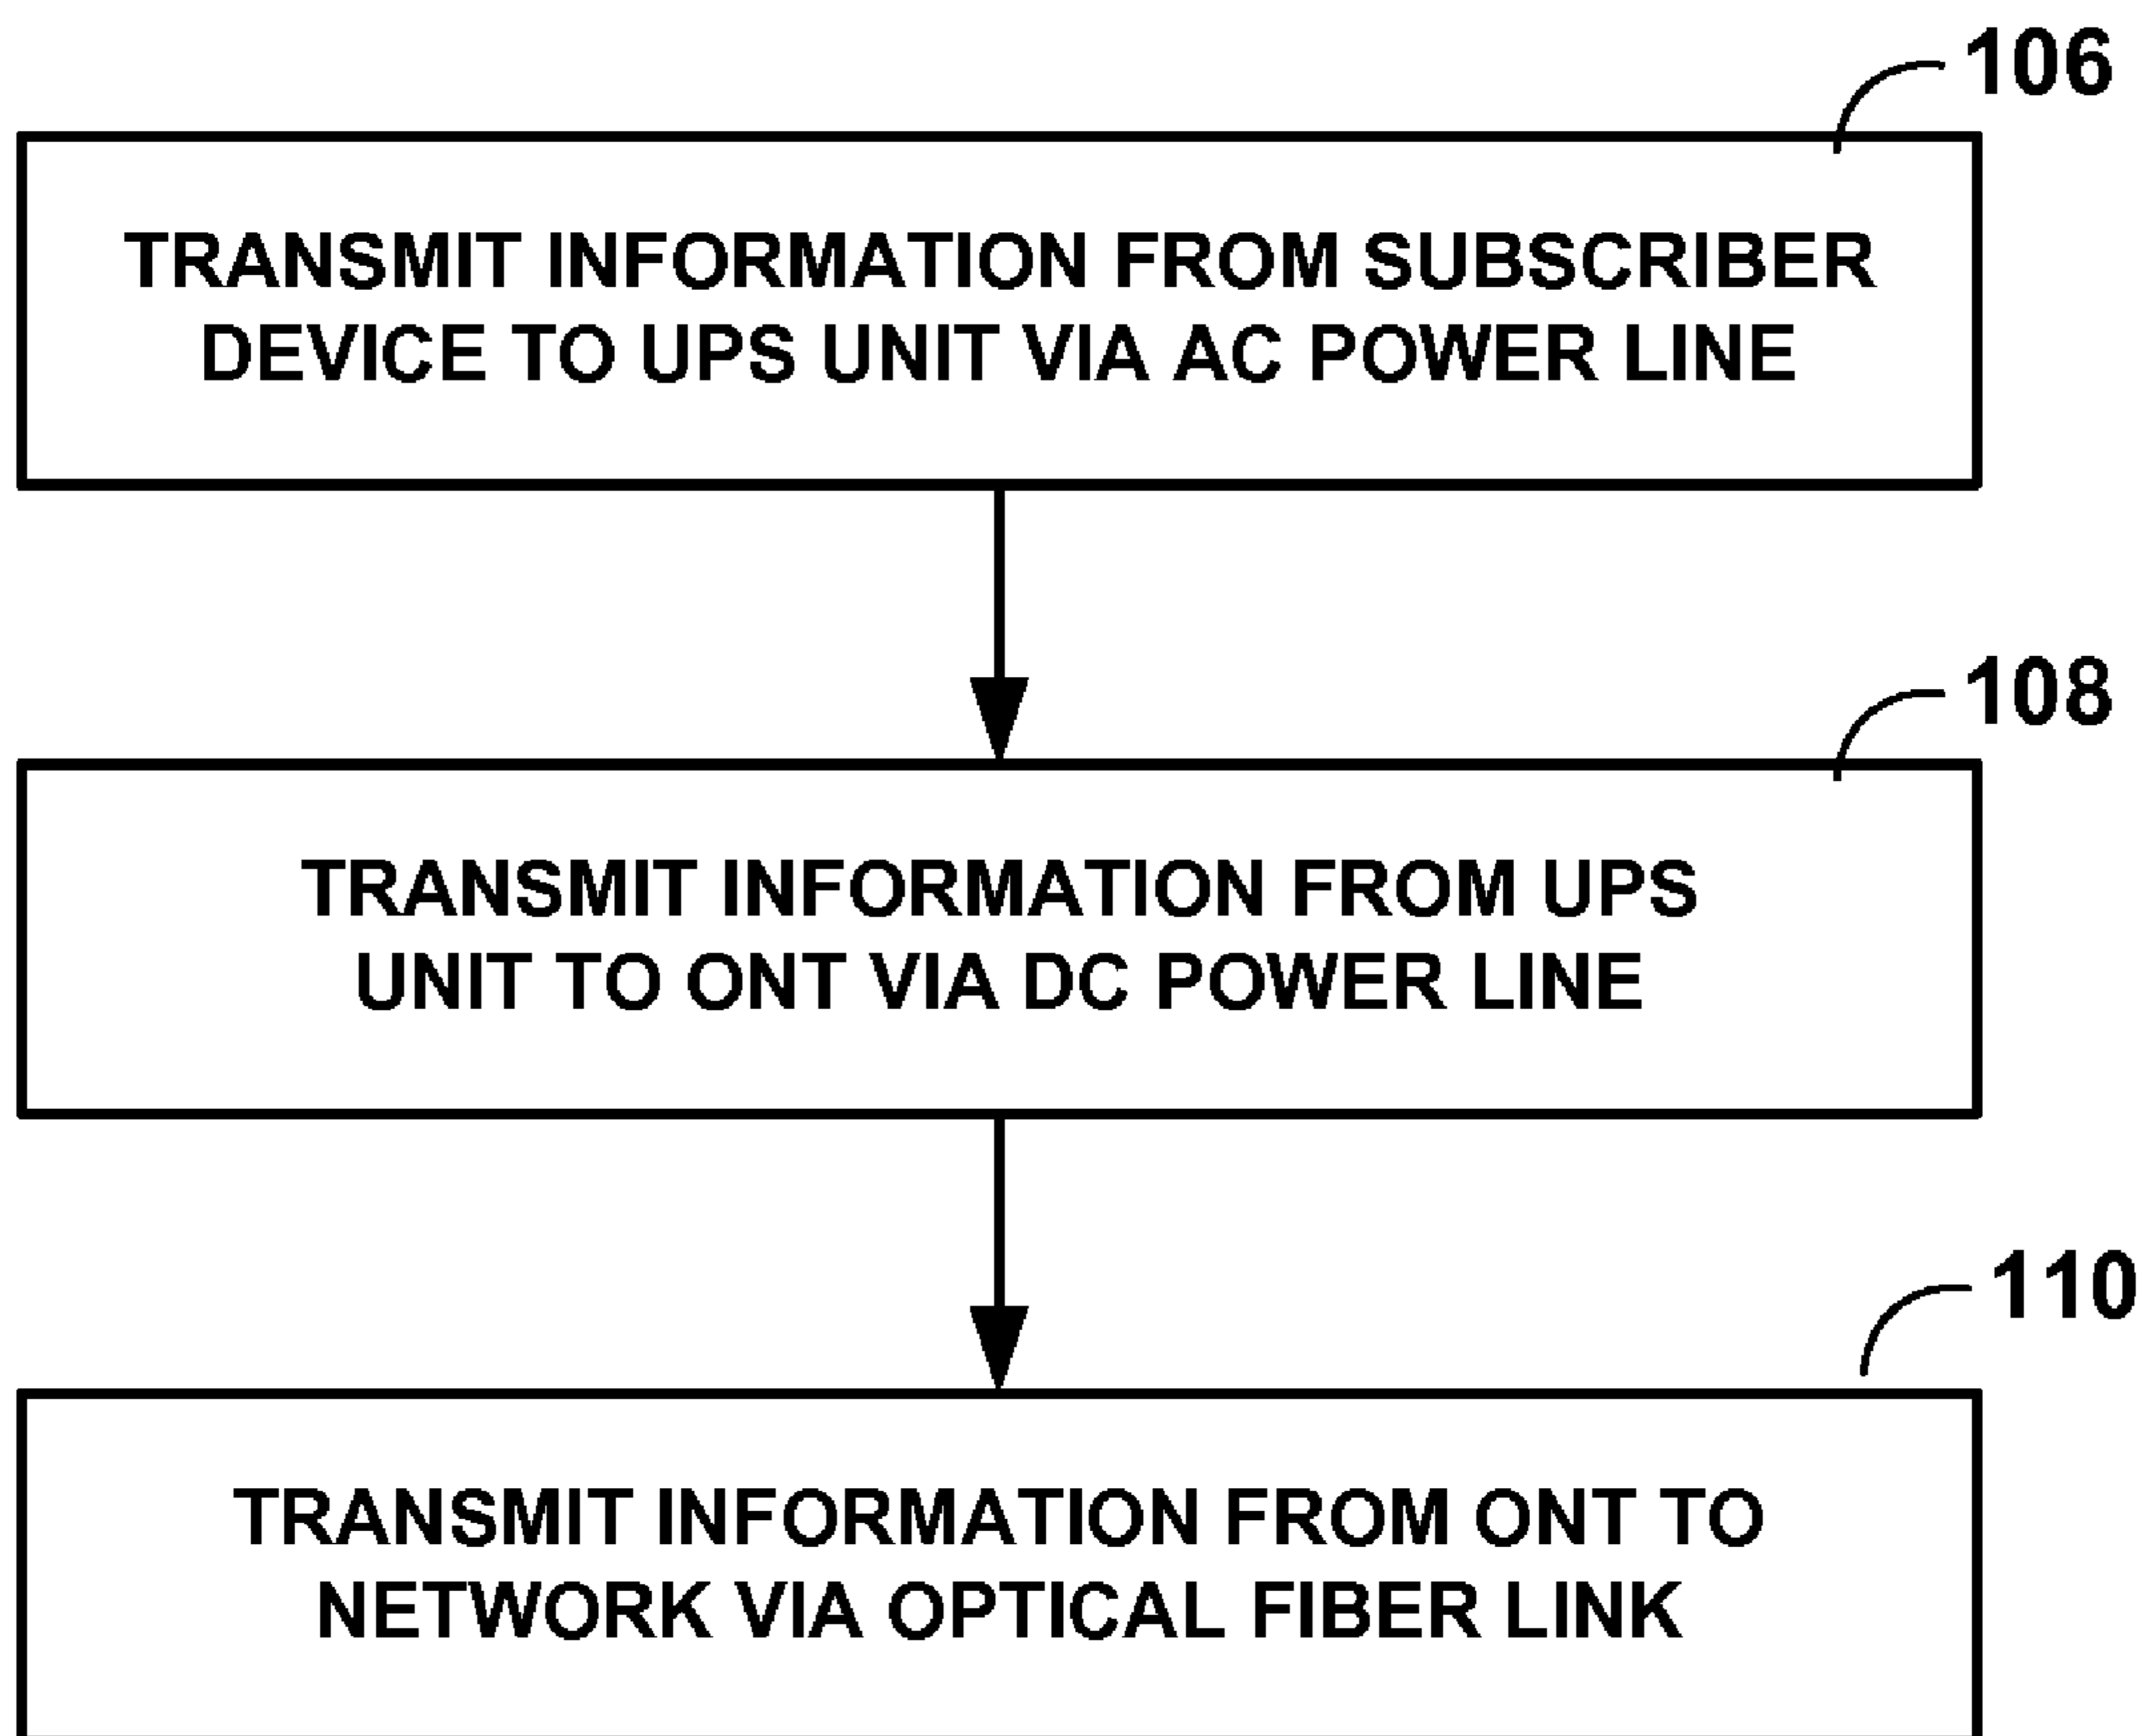 106
TRANSMIT INFORMATION FROM SUBSCRIBER
DEVICE TO UPS UNIT VIA AC POWER LINE
108
TRANSMIT INFORMATION FROM UPS
UNIT TO ONT VIA DC POWER LINE
110
TRANSMIT INFORMATION FROM ONT TO
NETWORK VIA OPTICAL FIBER LINK